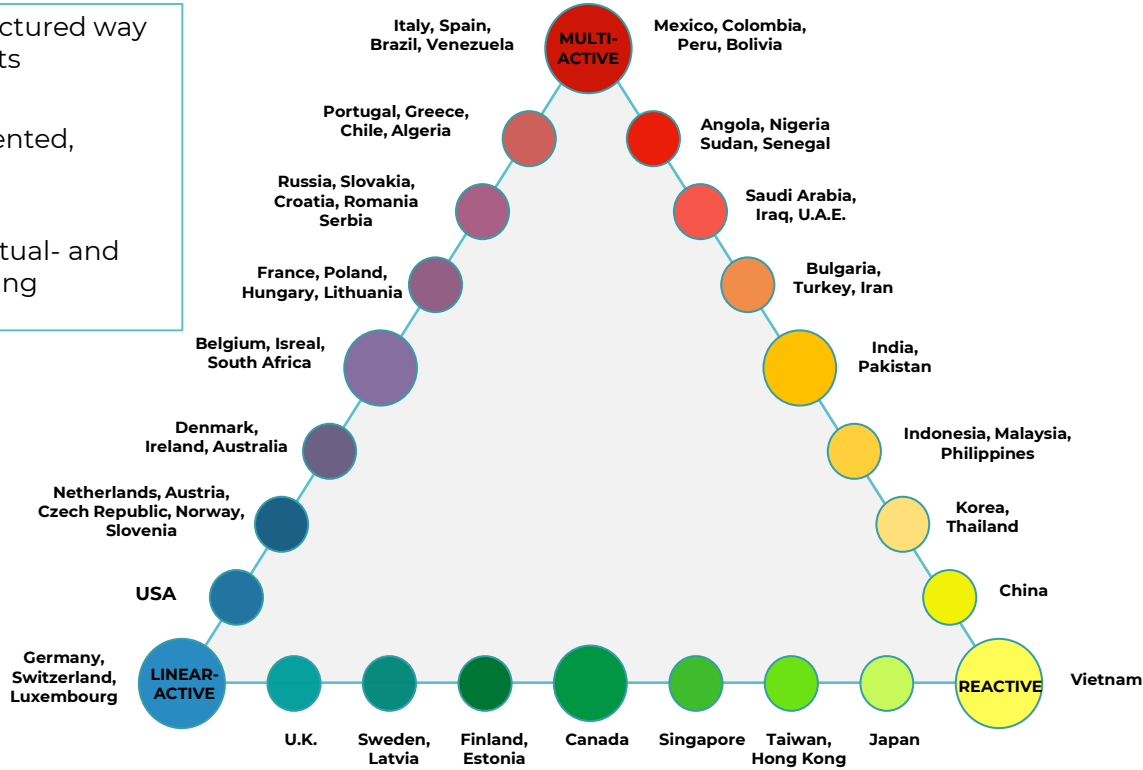 ctured way
ts
ented,
tual- and
ng
Italy, Spain,
Brazil, Venezuela
MULTI-
ACTIVE
Mexico, Colombia,
Peru, Bolivia
Portugal, Greece,
Chile, Algeria
Angola, Nigeria
Sudan, Senegal
Russia, Slovakia,
Croatia, Romania
Serbia
Saudi Arabia,
Iraq, U.A.E.
France, Poland,
Hungary, Lithuania
Bulgaria,
Turkey, Iran
Belgium, Isreal,
South Africa
India,
Pakistan
Denmark,
Ireland, Australia
Indonesia, Malaysia,
Philippines
Netherlands, Austria,
Czech Republic, Norway,
Slovenia
Korea,
Thailand
USA
China
Germany,
Switzerland,
Luxembourg
LINEAR-
ACTIVE
REACTIVE
Vietnam
U.K.
Sweden,
Latvia
Finland,
Estonia
Canada
Singapore
Taiwan,
Hong Kong
Japan